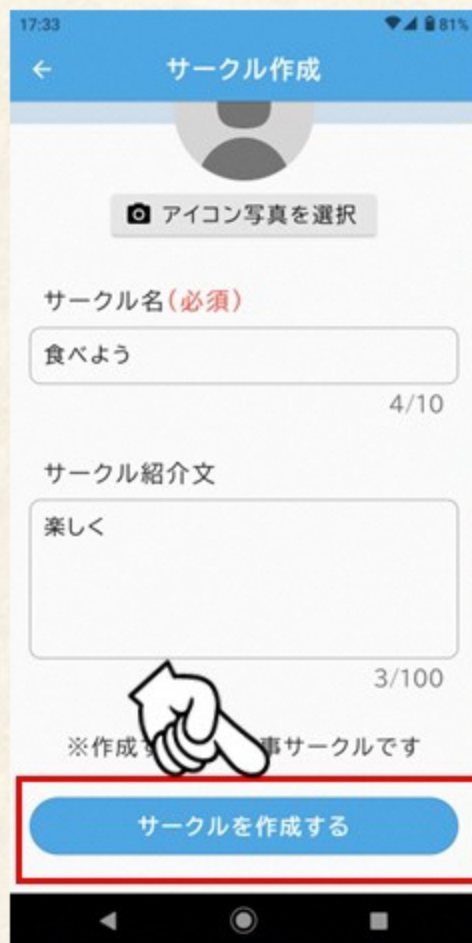 17:33 81%
サークル作成
アイコン写真を選択
サークル名(必須)
食べよう
4/10
サークル紹介文
楽しく
3/100
※作成 事サークルです
サークルを作成する